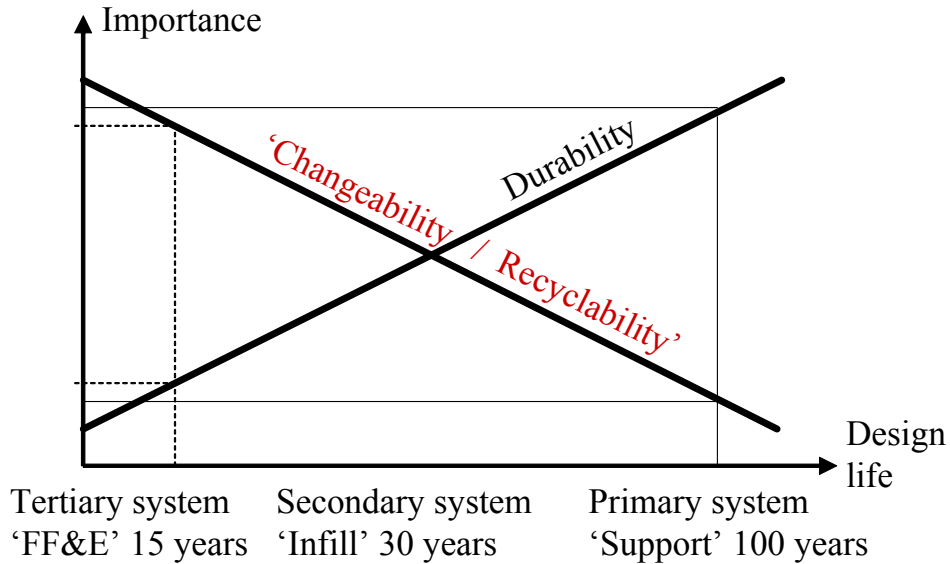 Importance
Durability
‘Changeability / Recyclability’
Design
life
Tertiary system
‘FF&E’ 15 years
Secondary system
‘Infill’ 30 years
Primary system
‘Support’ 100 years